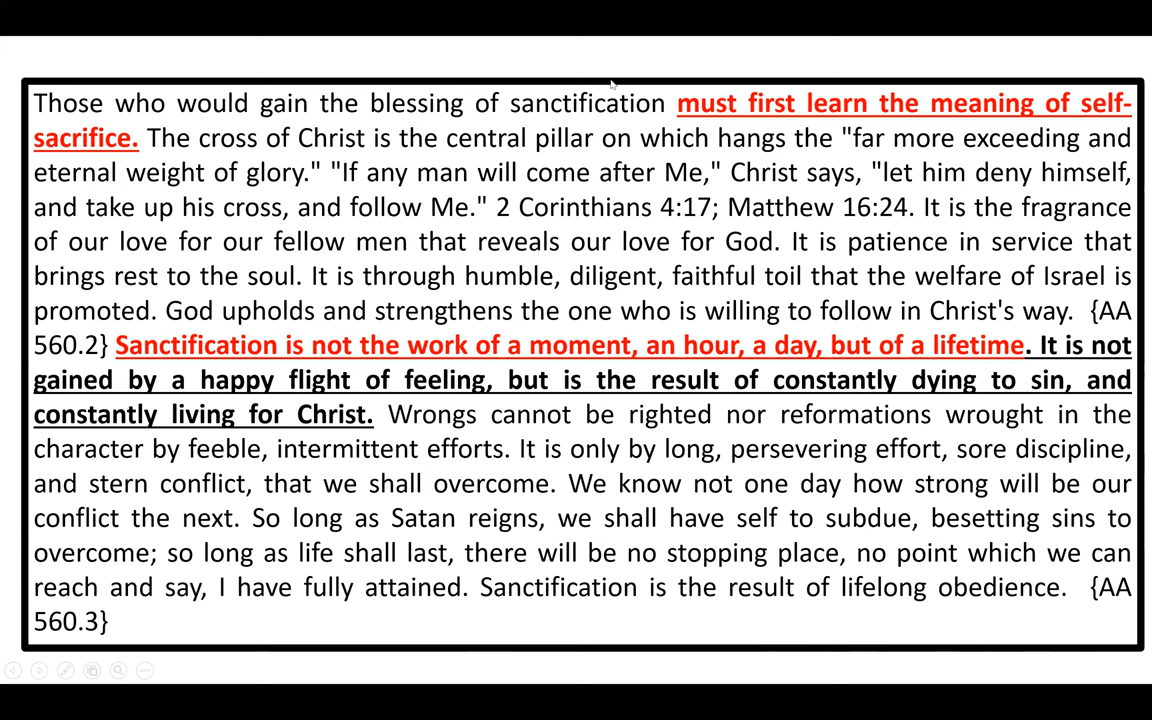 Those who would gain the blessing of sanctification must first learn the meaning of self-
sacrifice. The cross of Christ is the central pillar on which hangs the "far more exceeding and
eternal weight of glory." "If any man will come after Me," Christ says, "let him deny himself,
and take up his cross, and follow Me." 2 Corinthians 4:17; Matthew 16:24. It is the fragrance
of our love for our fellow men that reveals our love for God. It is patience in service that
brings rest to the soul. It is through humble, diligent, faithful toil that the welfare of Israel is
promoted. God upholds and strengthens the one who is willing to follow in Christ's way. {AA
560.2} Sanctification is not the work of a moment, an hour, a day, but of a lifetime. It is not
gained by a happy flight of feeling, but is the result of constantly dying to sin, and
constantly living for Christ. Wrongs cannot be righted nor reformations wrought in the
character by feeble, intermittent efforts. It is only by long, persevering effort, sore discipline,
and stern conflict, that we shall overcome. We know not one day how strong will be our
conflict the next. So long as Satan reigns, we shall have self to subdue, besetting sins to
overcome; so long as life shall last, there will be no stopping place, no point which we can
reach and say, I have fully attained. Sanctification is the result of lifelong obedience. {AA
560.3}